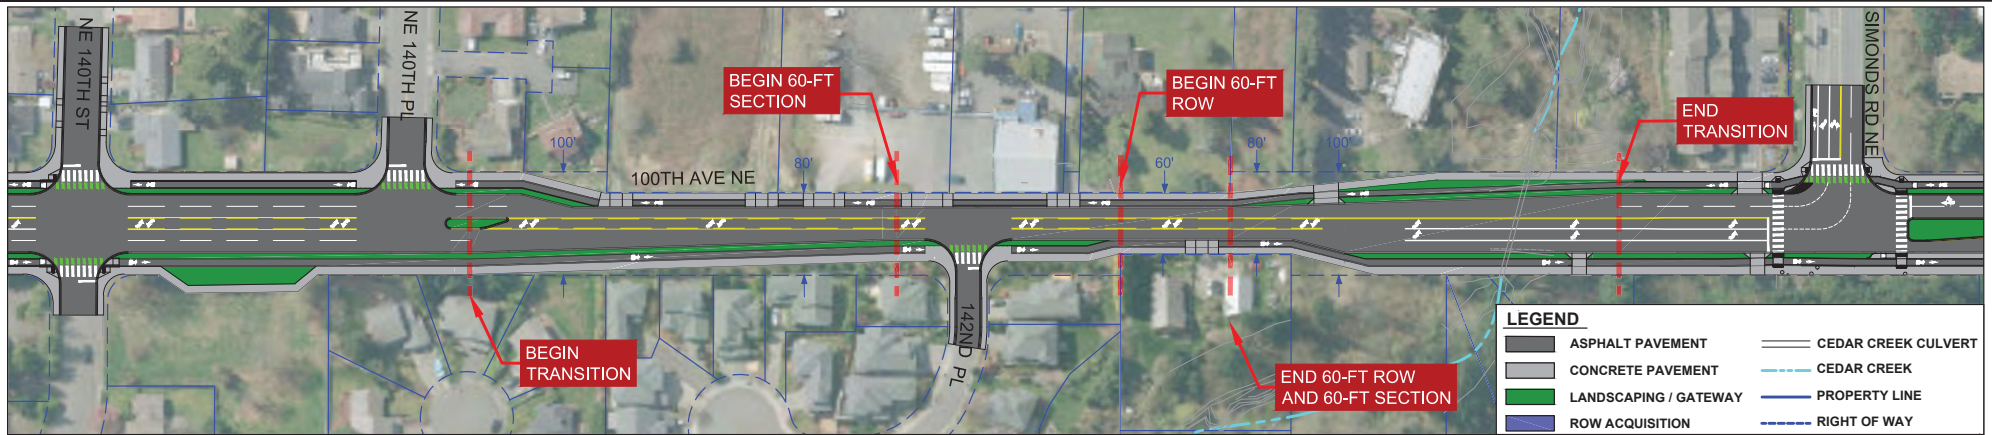 NE 140TH ST
NE 140TH PL
BEGIN 60-FT
SECTION
BEGIN 60-FT
ROW
END
TRANSITION
SIMONDS RD NE
100'
80'
60'
80'
100'
100TH AVE NE
142ND PL
BEGIN
TRANSITION
END 60-FT ROW
AND 60-FT SECTION
LEGEND
ASPHALT PAVEMENT
CONCRETE PAVEMENT
LANDSCAPING / GATEWAY
ROW ACQUISITION
CEDAR CREEK CULVERT
CEDAR CREEK
PROPERTY LINE
RIGHT OF WAY